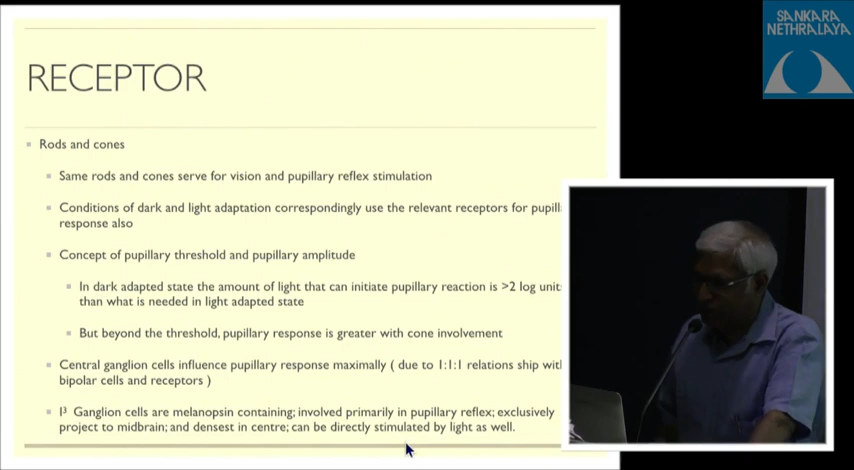 SANKARA
NETHRALAYA
RECEPTOR
Rods and cones
Same rods and cones serve for vision and pupillary reflex stimulation
Conditions of dark and light adaptation correspondingly use the relevant receptors for pupill
response also
Concept of pupillary threshold and pupillary amplitude
In dark adapted state the amount of light that can initiate pupillary reaction is >2 log unit
than what is needed in light adapted state
But beyond the threshold, pupillary response is greater with cone involvement
Central ganglion cells influence pupillary response maximally ( due to 1:1:1 relations ship wit
bipolar cells and receptors )
I³ Ganglion cells are melanopsin containing; involved primarily in pupillary reflex; exclusively
project to midbrain; and densest in centre; can be directly stimulated by light as well.